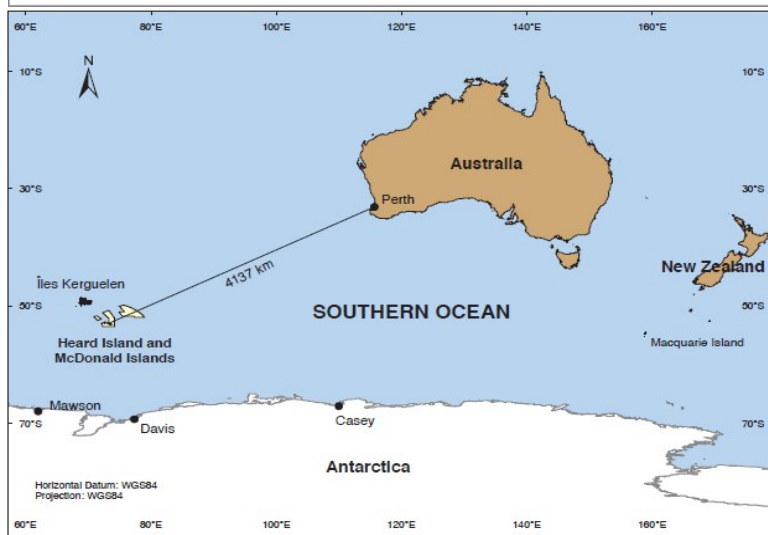 60°E 80°E 100°E 120°E 140°E 160°E
N
10°S 10°S
Australia
30°S 30°S
Perth
4137 km
Îles Kerguelen
New Zealand
50°S 50°S
SOUTHERN OCEAN
Heard Island and
McDonald Islands
Macquarie Island
Mawson
70°S 70°S
Davis
Casey
Antarctica
Horizontal Datum: WGS84
Projection: WGS84
60°E 80°E 100°E 120°E 140°E 160°E